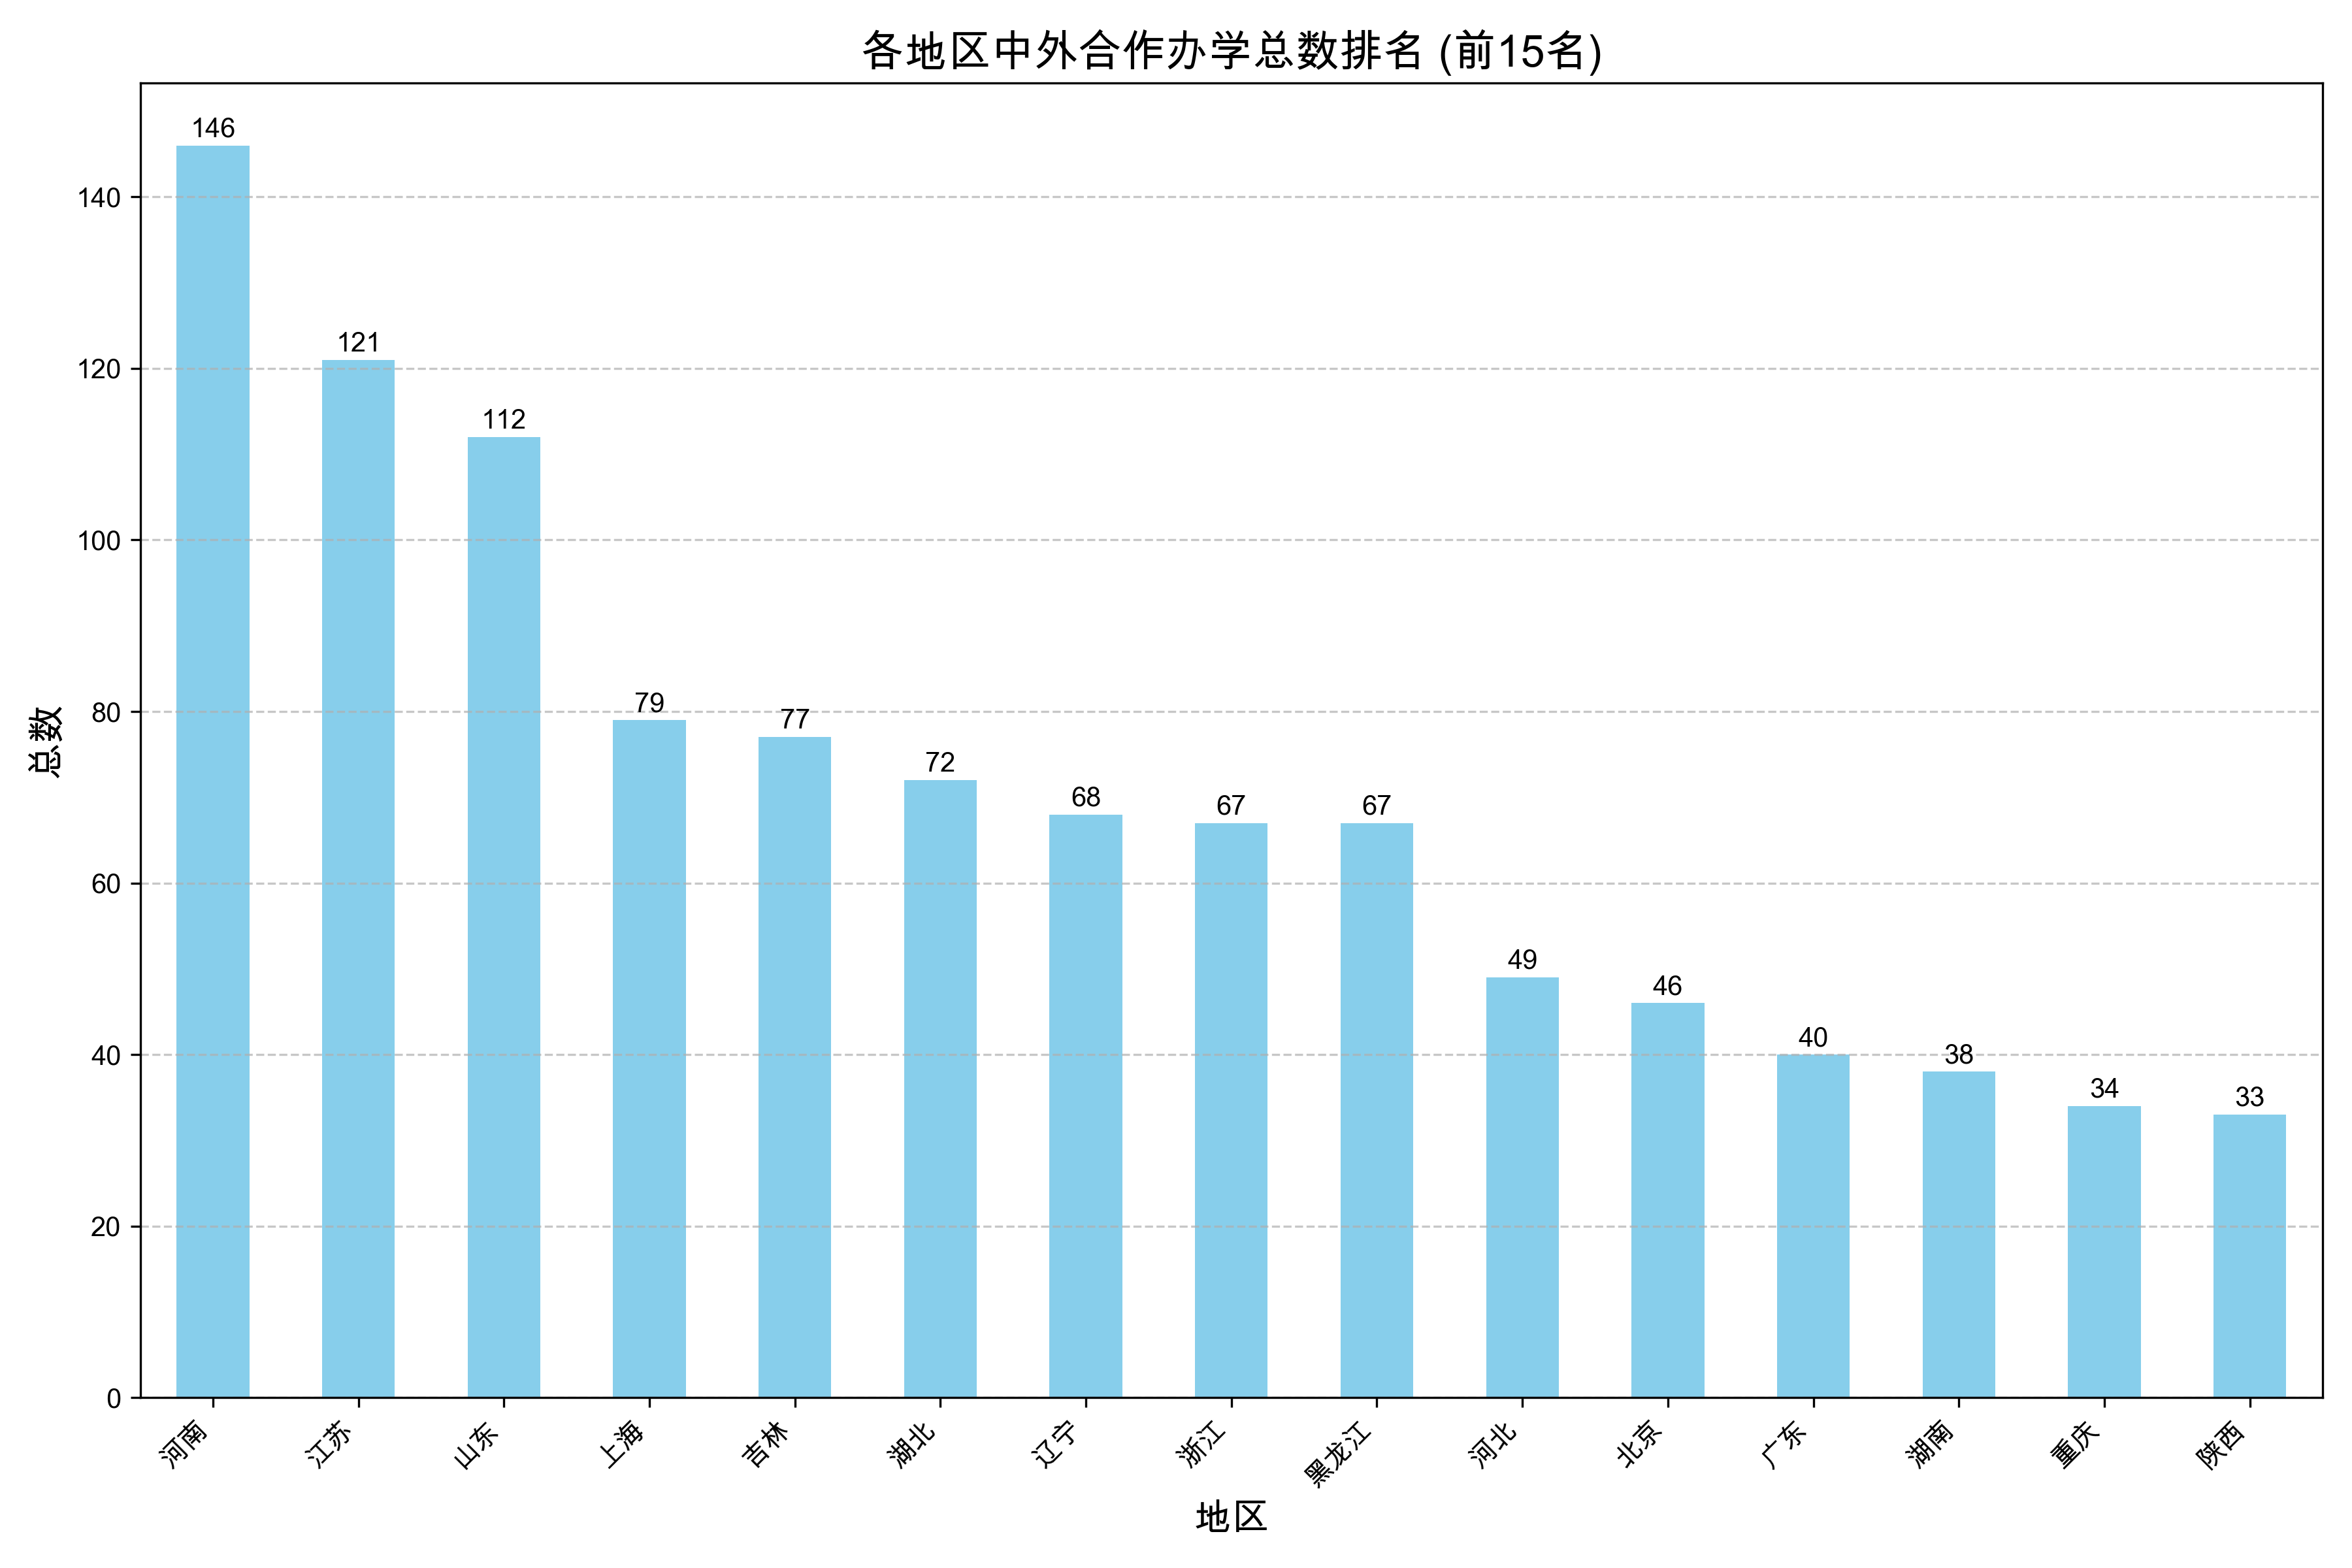 各地区中外合作办学总数排名 (前15名)
总数
140
120
100
80
60
40
20
0
146
121
112
79
77
72
68
67
67
49
46
40
38
34
33
河南
江苏
山东
上海
吉林
湖北
辽宁
浙江
黑龙江
河北
北京
广东
湖南
重庆
陕西
地区